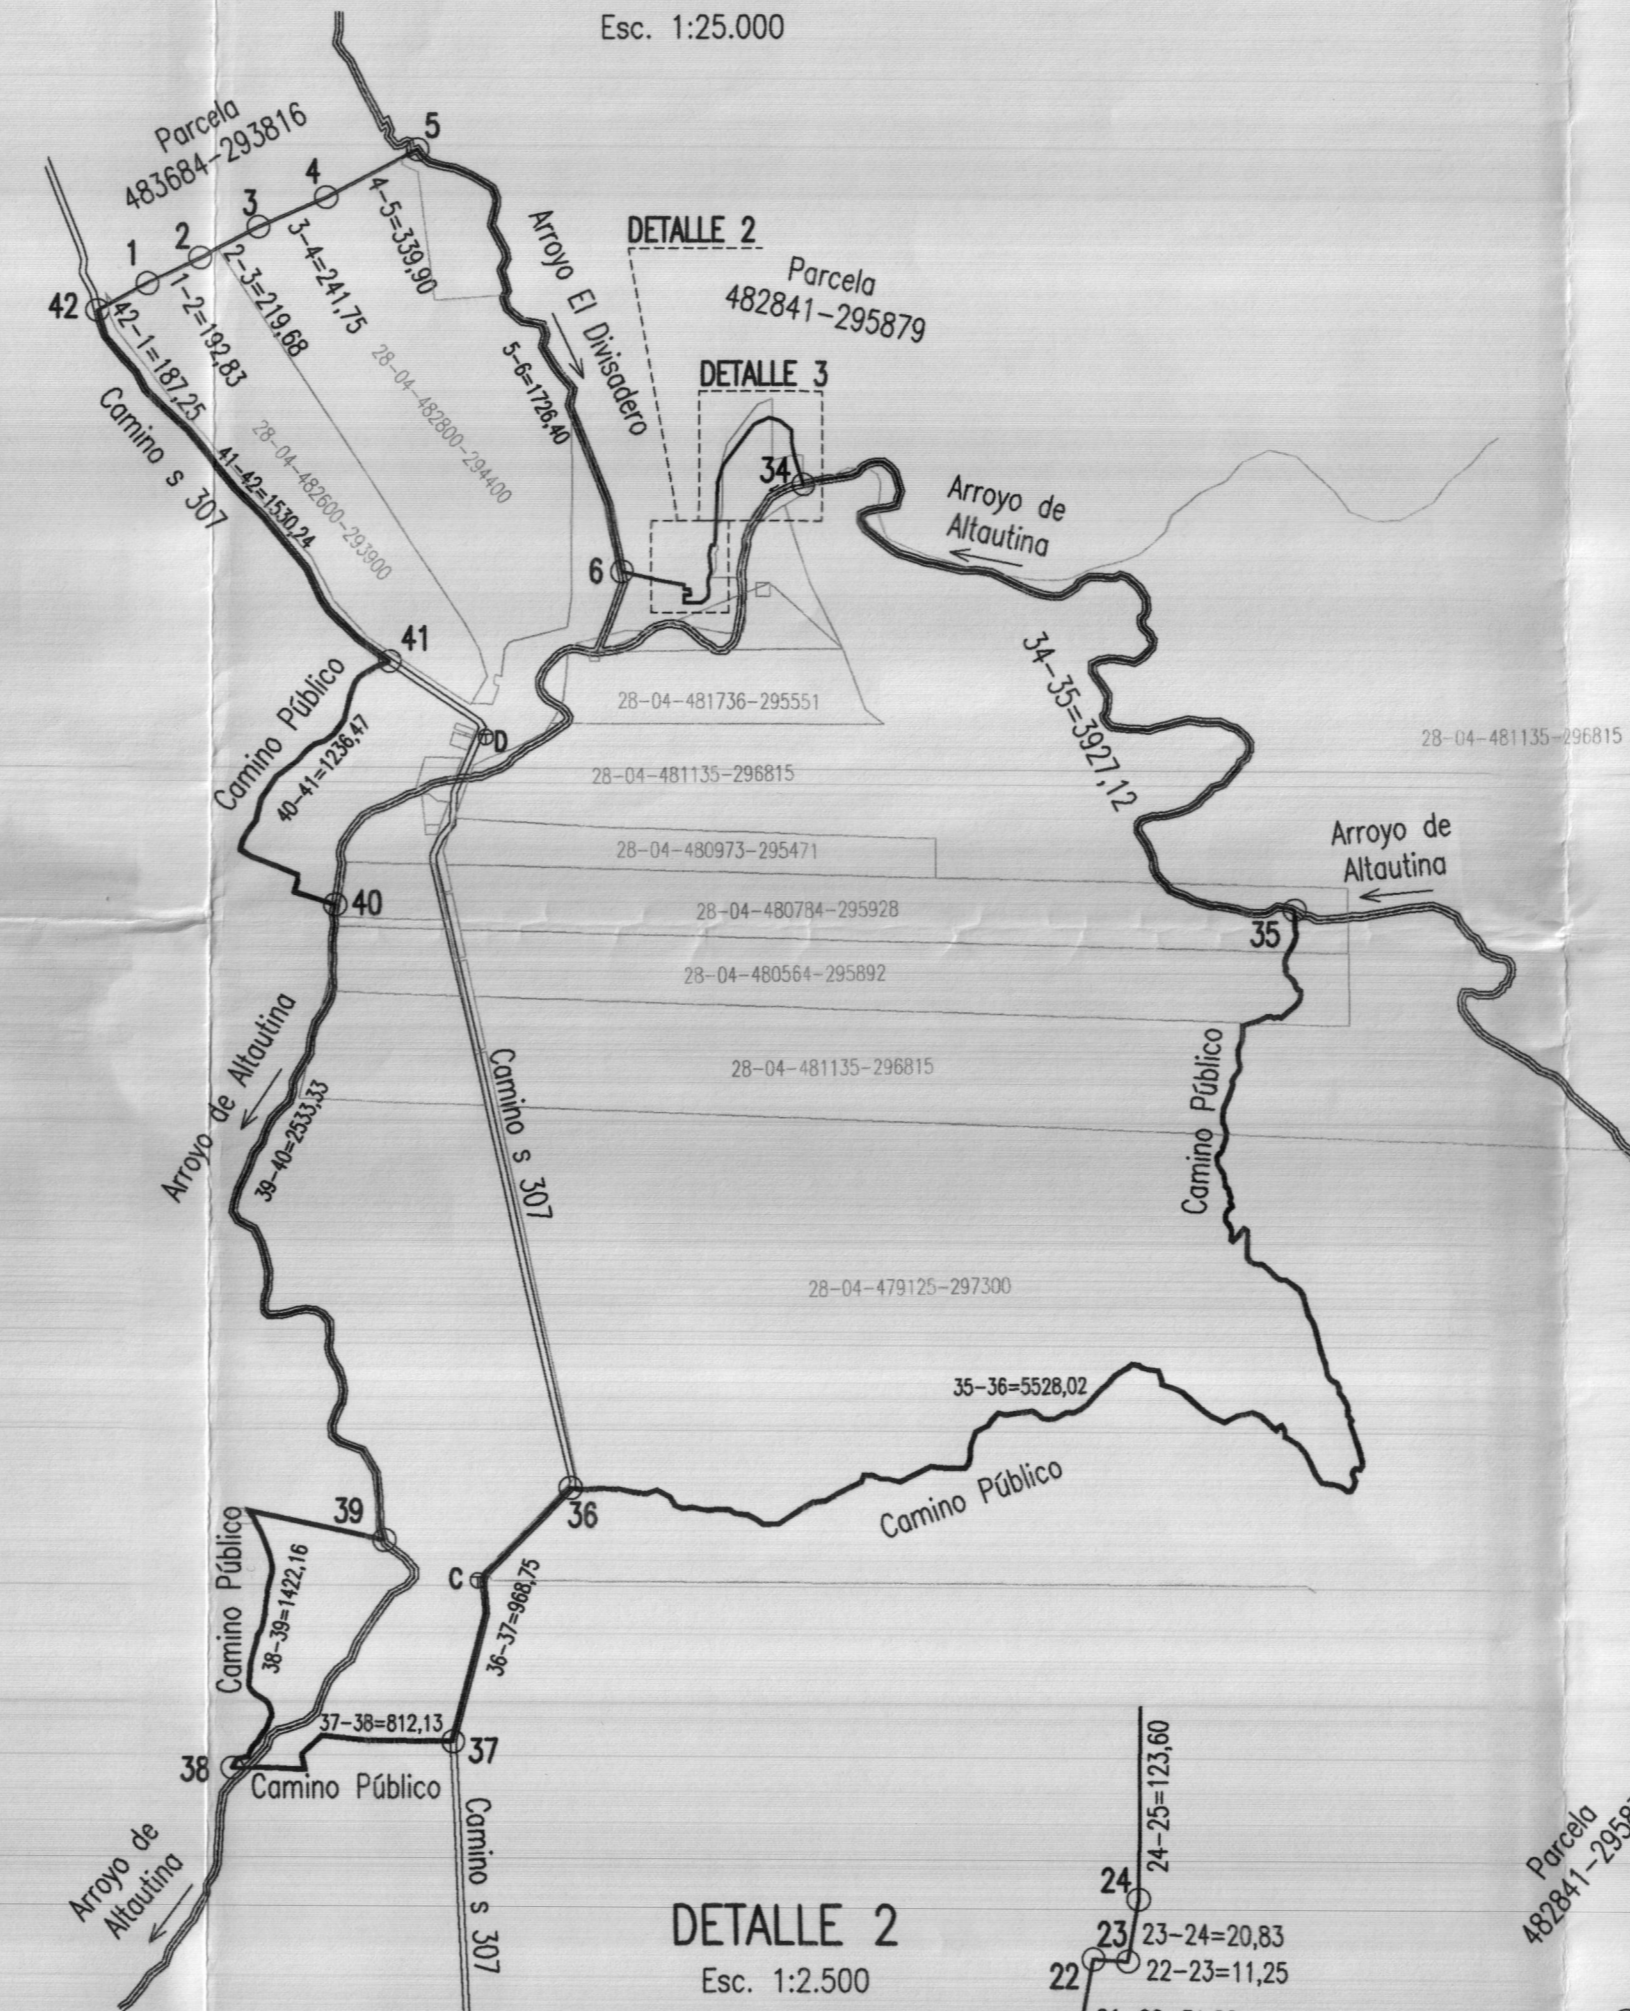 Esc. 1:25.000
Parcela
483684-293816
5
4
3
2
1
42
4-5=339,90
3-4=241,75
2-3=219,68
1-2=192,83
42-1=187,25
Arroyo El Divisadero
5-6=1726,40
DETALLE 2
Parcela
482841-295879
DETALLE 3
28-04-482800-294400
28-04-482600-293900
Camino s 307
41-42=1530,24
34
Arroyo de
Altautina
6
41
Camino Público
40-41=1236,47
D
34-35=3927,12
28-04-481736-295551
28-04-481135-296815
28-04-481135-296815
28-04-480973-295471
Arroyo de
Altautina
40
28-04-480784-295928
35
28-04-480564-295892
Arroyo de Altautina
39-40=2533,33
28-04-481135-296815
Camino s 307
Camino Público
28-04-479125-297300
35-36=5528,02
Camino Público
36
39
Camino Público
38-39=1422,16
C
36-37=968,75
37-38=812,13
37
38
Camino Público
Camino s 307
Arroyo de
Altautina
24-25=123,60
Parcela
24
DETALLE 2
Esc. 1:2.500
23
23-24=20,83
22
22-23=11,25